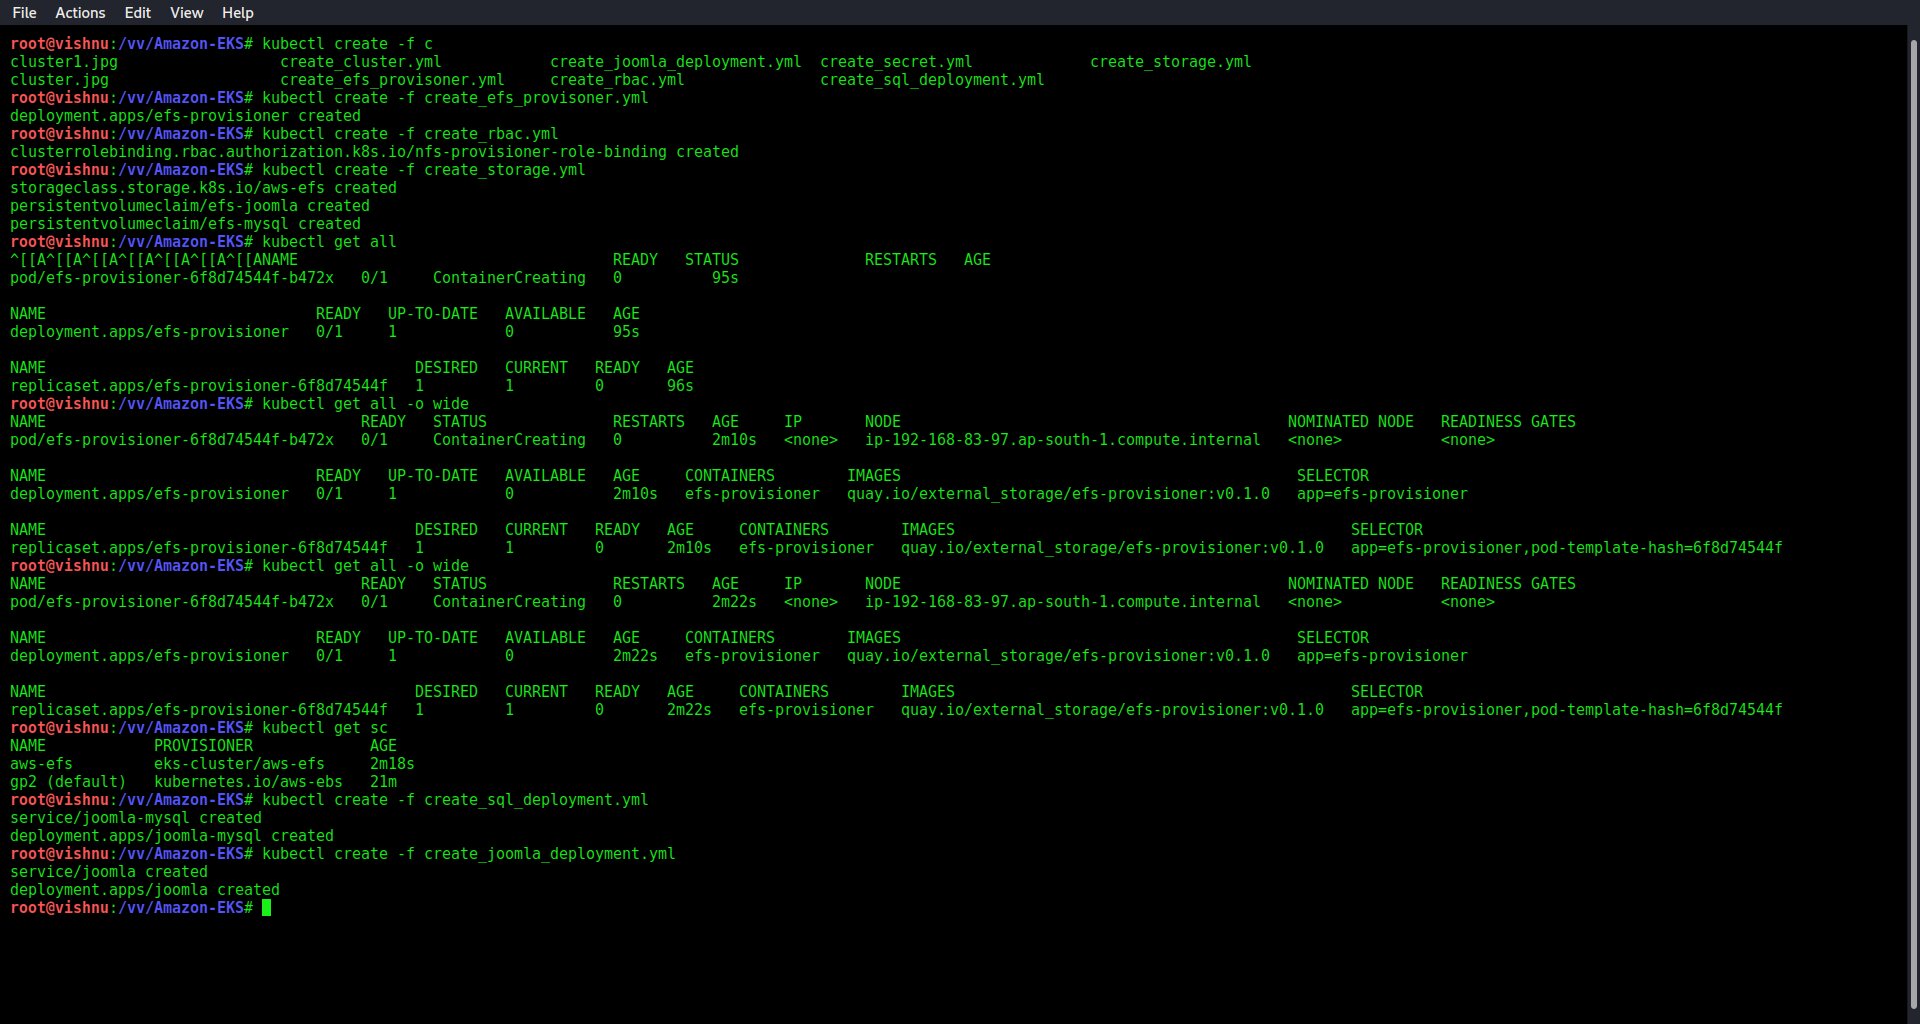 File Actions Edit View Help
root@vishnu:/vv/Amazon-EKS# kubectl create -f c
cluster1.jpg                  create_cluster.yml            create_joomla_deployment.yml  create_secret.yml             create_storage.yml
cluster.jpg                   create_efs_provisoner.yml     create_rbac.yml               create_sql_deployment.yml
root@vishnu:/vv/Amazon-EKS# kubectl create -f create_efs_provisoner.yml
deployment.apps/efs-provisioner created
root@vishnu:/vv/Amazon-EKS# kubectl create -f create_rbac.yml
clusterrolebinding.rbac.authorization.k8s.io/nfs-provisioner-role-binding created
root@vishnu:/vv/Amazon-EKS# kubectl create -f create_storage.yml
storageclass.storage.k8s.io/aws-efs created
persistentvolumeclaim/efs-joomla created
persistentvolumeclaim/efs-mysql created
root@vishnu:/vv/Amazon-EKS# kubectl get all
^[[A^[[A^[[A^[[A^[[A^[[A^[[ANAME                                   READY   STATUS              RESTARTS   AGE
pod/efs-provisioner-6f8d74544f-b472x   0/1     ContainerCreating   0          95s

NAME                              READY   UP-TO-DATE   AVAILABLE   AGE
deployment.apps/efs-provisioner   0/1     1            0           95s

NAME                                         DESIRED   CURRENT   READY   AGE
replicaset.apps/efs-provisioner-6f8d74544f   1         1         0       96s
root@vishnu:/vv/Amazon-EKS# kubectl get all -o wide
NAME                                   READY   STATUS              RESTARTS   AGE     IP       NODE                                           NOMINATED NODE   READINESS GATES
pod/efs-provisioner-6f8d74544f-b472x   0/1     ContainerCreating   0          2m10s   <none>   ip-192-168-83-97.ap-south-1.compute.internal   <none>           <none>

NAME                              READY   UP-TO-DATE   AVAILABLE   AGE     CONTAINERS        IMAGES                                            SELECTOR
deployment.apps/efs-provisioner   0/1     1            0           2m10s   efs-provisioner   quay.io/external_storage/efs-provisioner:v0.1.0   app=efs-provisioner

NAME                                         DESIRED   CURRENT   READY   AGE     CONTAINERS        IMAGES                                            SELECTOR
replicaset.apps/efs-provisioner-6f8d74544f   1         1         0       2m10s   efs-provisioner   quay.io/external_storage/efs-provisioner:v0.1.0   app=efs-provisioner,pod-template-hash=6f8d74544f
root@vishnu:/vv/Amazon-EKS# kubectl get all -o wide
NAME                                   READY   STATUS              RESTARTS   AGE     IP       NODE                                           NOMINATED NODE   READINESS GATES
pod/efs-provisioner-6f8d74544f-b472x   0/1     ContainerCreating   0          2m22s   <none>   ip-192-168-83-97.ap-south-1.compute.internal   <none>           <none>

NAME                              READY   UP-TO-DATE   AVAILABLE   AGE     CONTAINERS        IMAGES                                            SELECTOR
deployment.apps/efs-provisioner   0/1     1            0           2m22s   efs-provisioner   quay.io/external_storage/efs-provisioner:v0.1.0   app=efs-provisioner

NAME                                         DESIRED   CURRENT   READY   AGE     CONTAINERS        IMAGES                                            SELECTOR
replicaset.apps/efs-provisioner-6f8d74544f   1         1         0       2m22s   efs-provisioner   quay.io/external_storage/efs-provisioner:v0.1.0   app=efs-provisioner,pod-template-hash=6f8d74544f
root@vishnu:/vv/Amazon-EKS# kubectl get sc
NAME            PROVISIONER             AGE
aws-efs         eks-cluster/aws-efs     2m18s
gp2 (default)   kubernetes.io/aws-ebs   21m
root@vishnu:/vv/Amazon-EKS# kubectl create -f create_sql_deployment.yml
service/joomla-mysql created
deployment.apps/joomla-mysql created
root@vishnu:/vv/Amazon-EKS# kubectl create -f create_joomla_deployment.yml
service/joomla created
deployment.apps/joomla created
root@vishnu:/vv/Amazon-EKS#